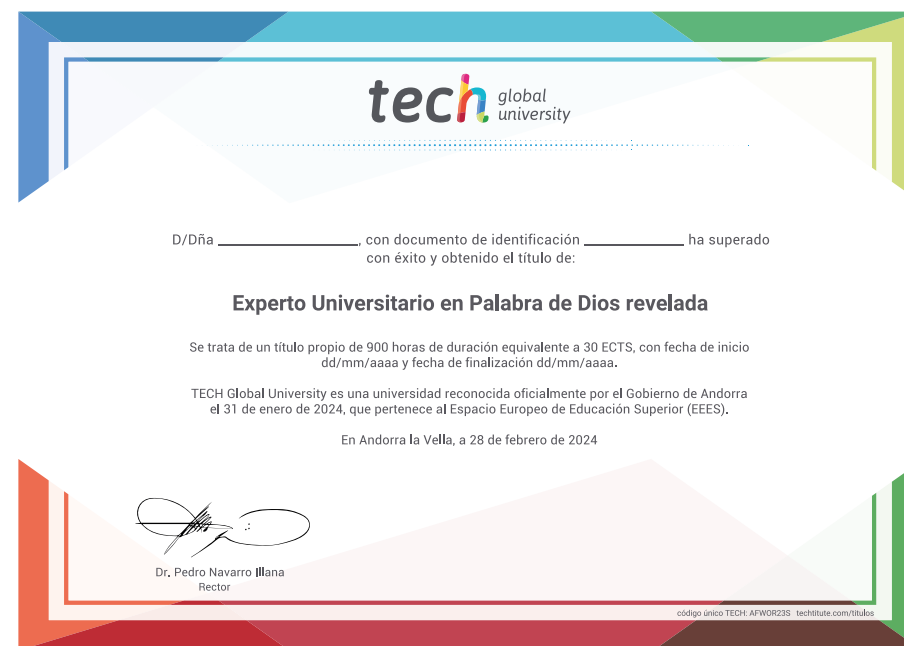 tech global university
D/Dña ________________, con documento de identificación ____________ ha superado
con éxito y obtenido el título de:
Experto Universitario en Palabra de Dios revelada
Se trata de un título propio de 900 horas de duración equivalente a 30 ECTS, con fecha de inicio
dd/mm/aaaa y fecha de finalización dd/mm/aaaa.
TECH Global University es una universidad reconocida oficialmente por el Gobierno de Andorra
el 31 de enero de 2024, que pertenece al Espacio Europeo de Educación Superior (EEES).
En Andorra la Vella, a 28 de febrero de 2024
Dr. Pedro Navarro Illana
Rector
código único TECH: AFWOR23S techtitute.com/titulos